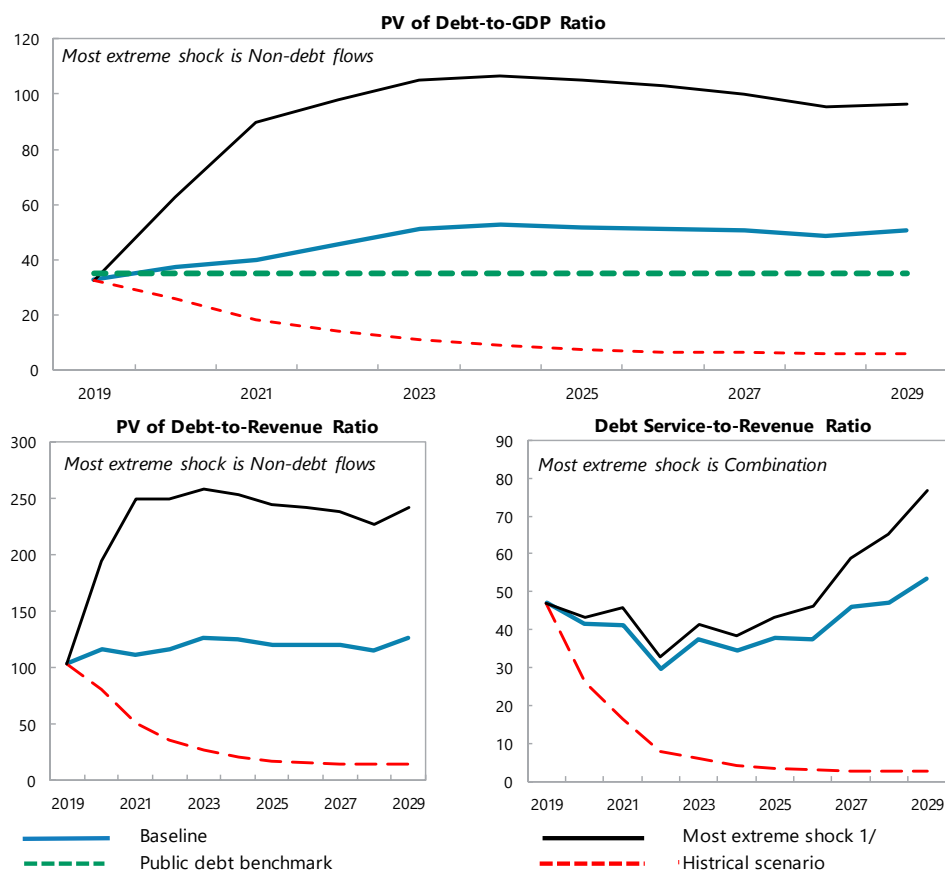 PV of Debt-to-GDP Ratio
Most extreme shock is Non-debt flows
120
100
80
60
40
20
0
2019 2021 2023 2025 2027 2029
PV of Debt-to-Revenue Ratio
Most extreme shock is Non-debt flows
300
250
200
150
100
50
0
2019 2021 2023 2025 2027 2029
Debt Service-to-Revenue Ratio
Most extreme shock is Combination
90
80
70
60
50
40
30
20
10
0
2019 2021 2023 2025 2027 2029
Baseline
Most extreme shock 1/
Public debt benchmark
Histrical scenario